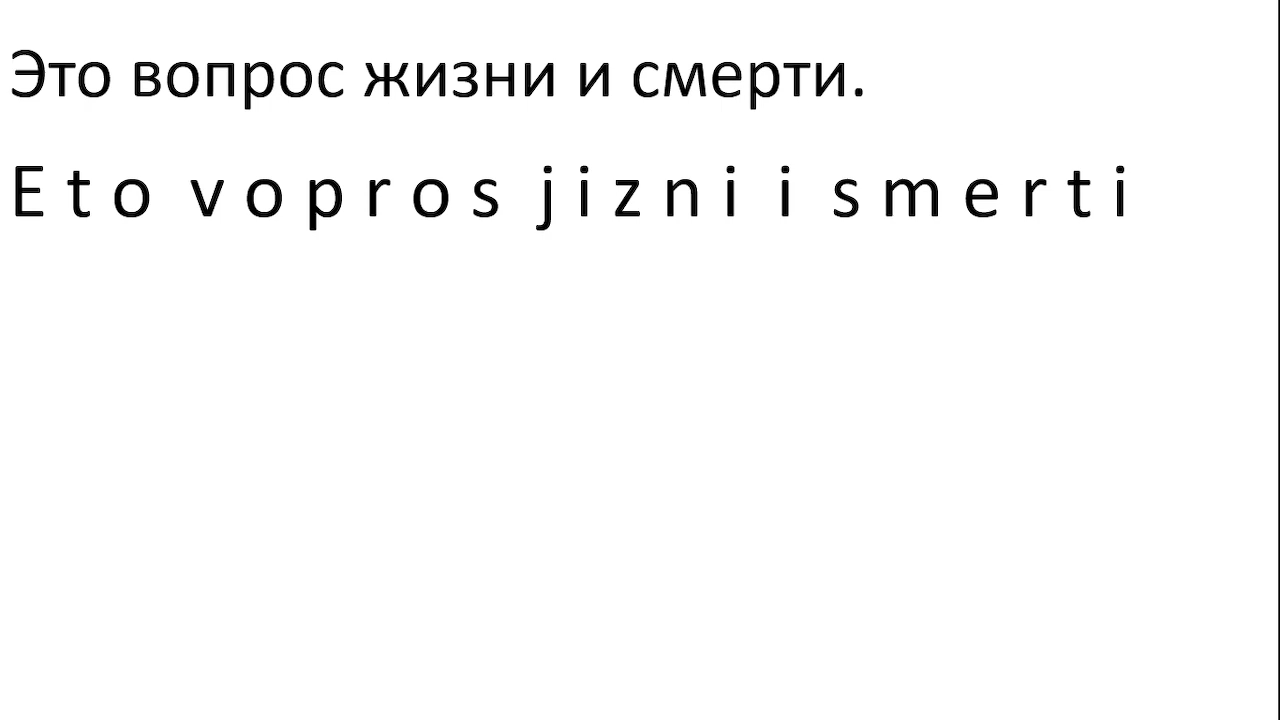 Это вопрос жизни и смерти.
E t o v o p r o s j i z n i i s m e r t i